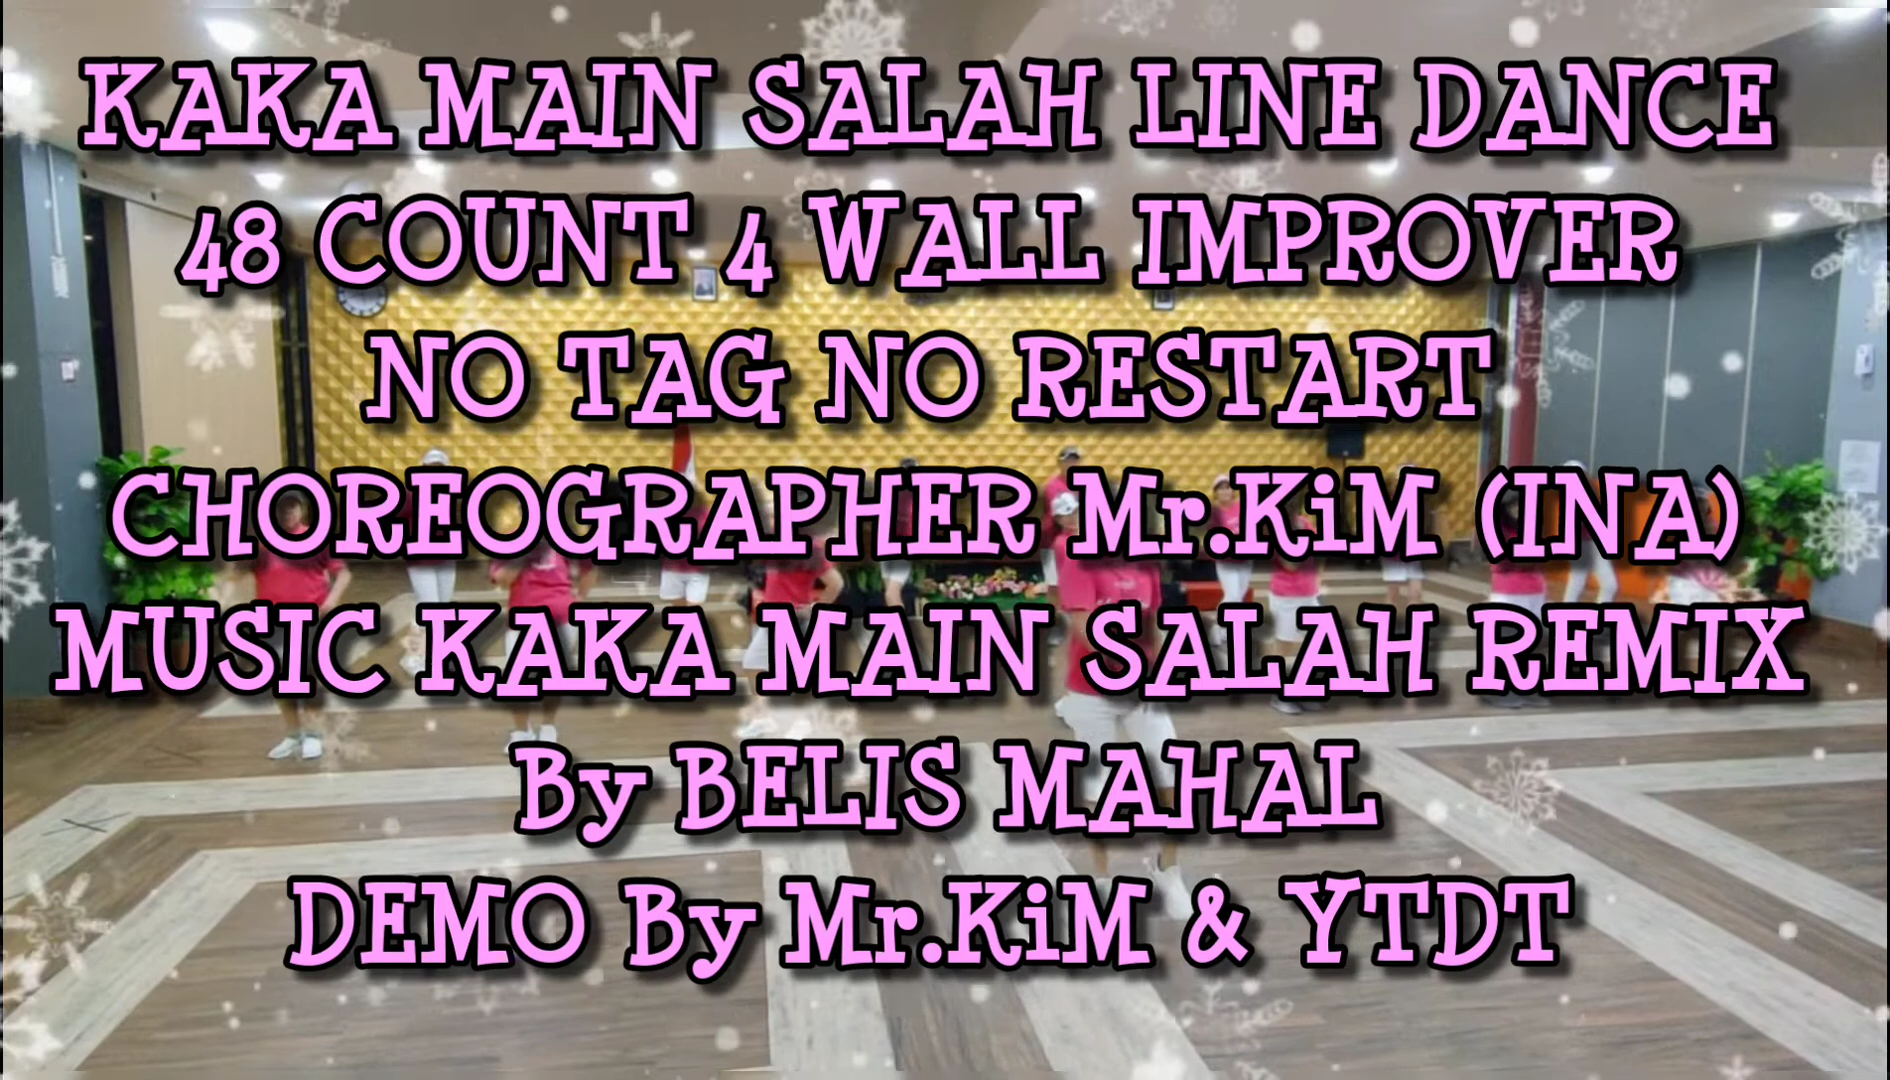 KAKA MAIN SALAH LINE DANCE
48 COUNT 4 WALL IMPROVER
NO TAG NO RESTART
CHOREOGRAPHER Mr.KiM (INA)
MUSIC KAKA MAIN SALAH REMIX
By BELIS MAHAL
DEMO By Mr.KiM & YTDT